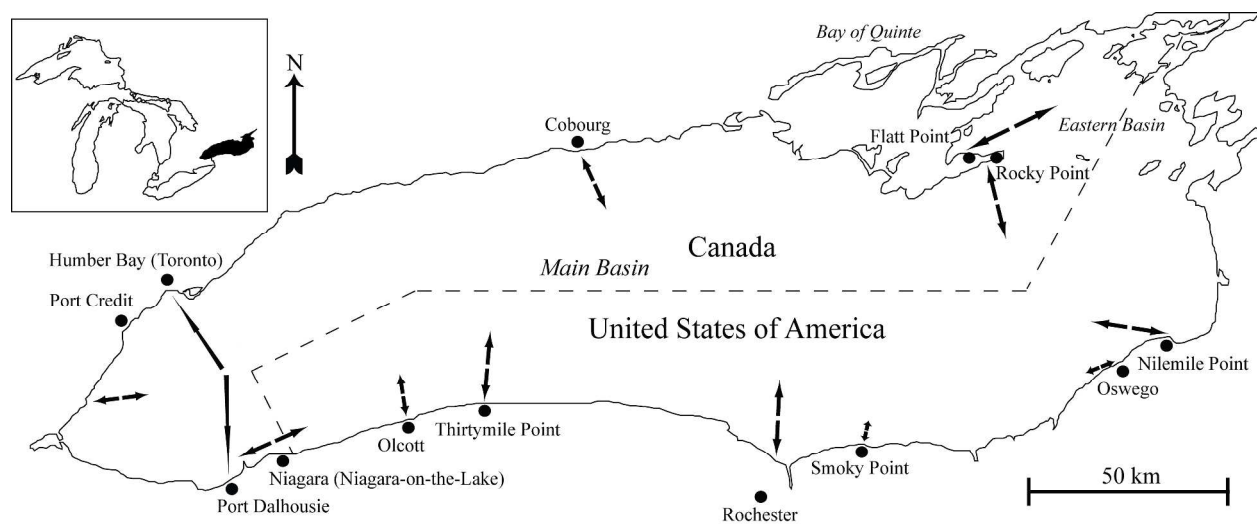 Bay of Quinte
N
Cobourg
Flatt Point
Eastern Basin
Rocky Point
Canada
Humber Bay (Toronto)
Main Basin
Port Credit
United States of America
Nilemile Point
Oswego
Olcott
Thirtymile Point
Smoky Point
Niagara (Niagara-on-the-Lake)
50 km
Port Dalhousie
Rochester